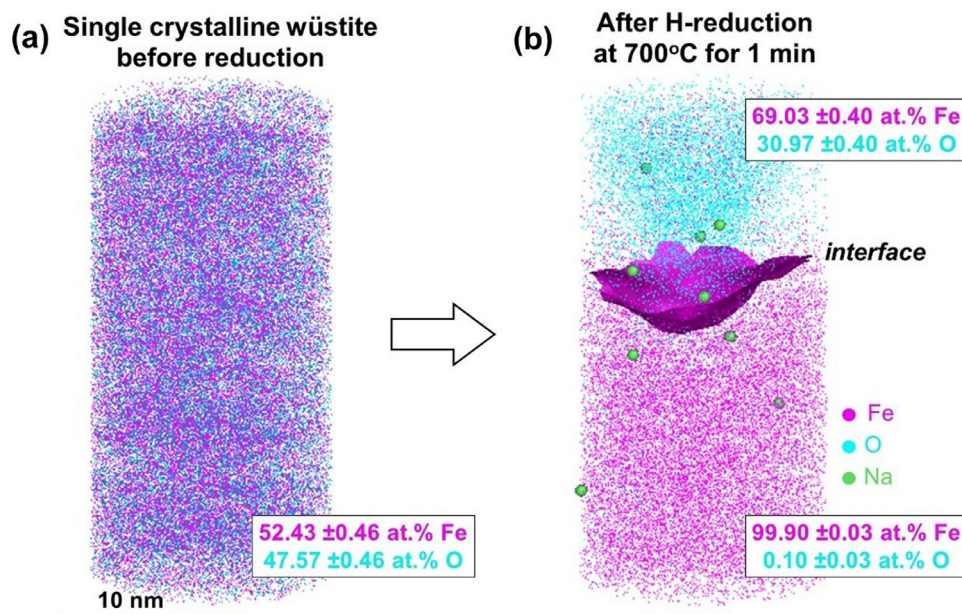 (a) Single crystalline wüstite
before reduction
52.43 ±0.46 at.% Fe
47.57 ±0.46 at.% O
10 nm
(b) After H-reduction
at 700°C for 1 min
69.03 ±0.40 at.% Fe
30.97 ±0.40 at.% O
interface
Fe
O
Na
99.90 ±0.03 at.% Fe
0.10 ±0.03 at.% O